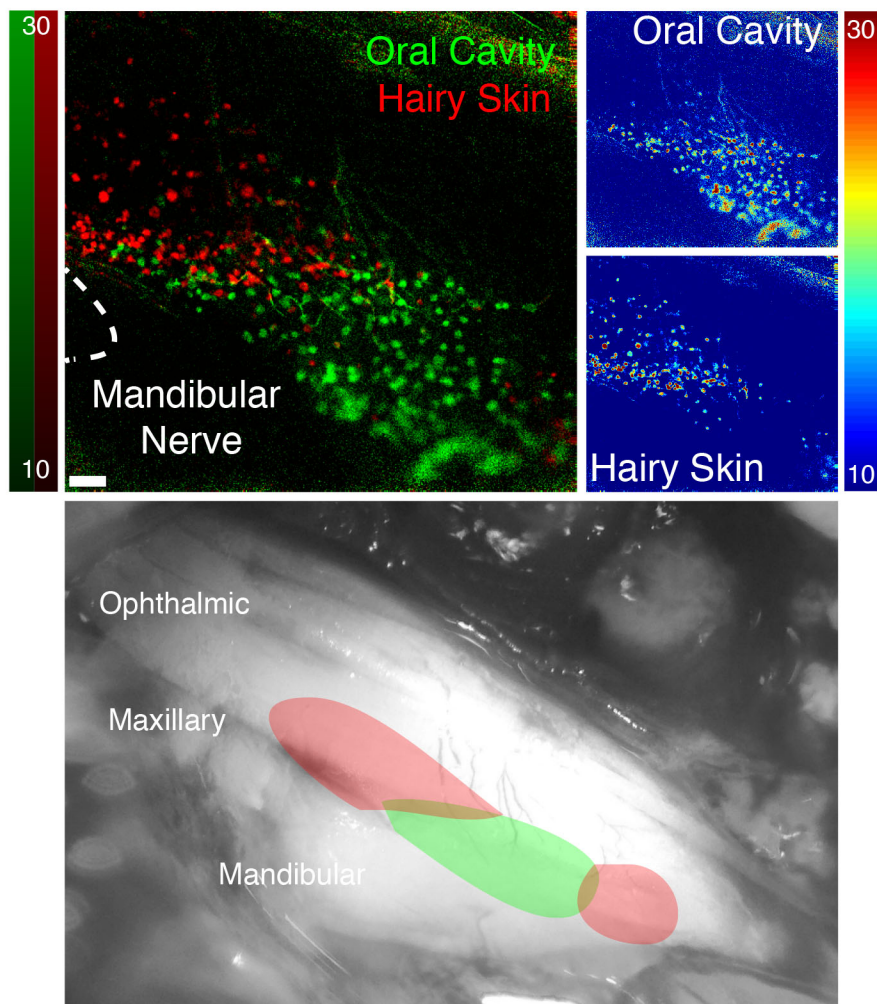 30
Oral Cavity
Hairy Skin
Mandibular
Nerve
10
Oral Cavity
30
Hairy Skin
10
Ophthalmic
Maxillary
Mandibular